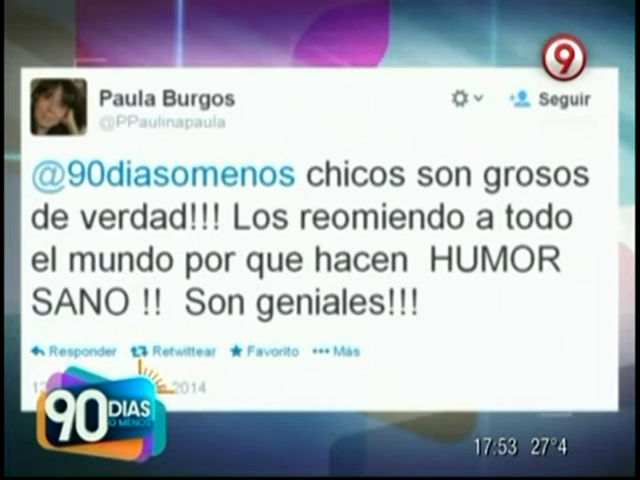 9
Paula Burgos
Seguir
@PPaulinapaula
@90diasomenos chicos son grosos
de verdad!!! Los reomiendo a todo
el mundo por que hacen HUMOR
SANO !! Son geniales!!!
Responder Retwittear Favorito Más
2014
90 DIAS
O MENOS
17:53 27°4